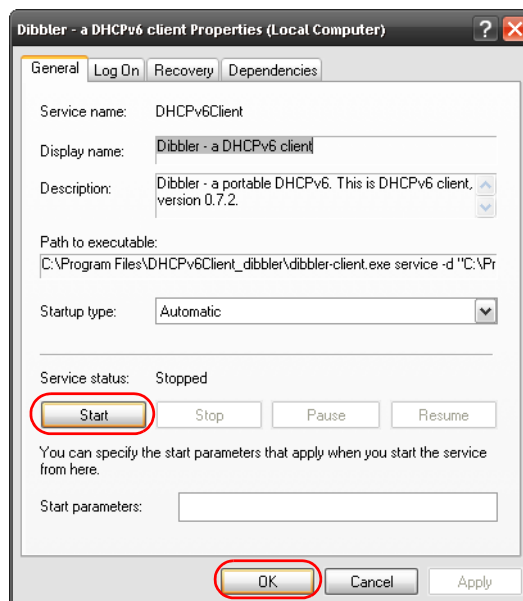 Dibbler - a DHCPv6 client Properties (Local Computer)
General Log On Recovery Dependencies
Service name: DHCPv6Client
Display name: Dibbler - a DHCPv6 client
Description: Dibbler - a portable DHCPv6. This is DHCPv6 client,
version 0.7.2.
Path to executable:
C:\Program Files\DHCPv6Client_dibbler\dibbler-client.exe service -d "C:\Pr
Startup type: Automatic
Service status: Stopped
Start Stop Pause Resume
You can specify the start parameters that apply when you start the service
from here.
Start parameters:
OK Cancel Apply